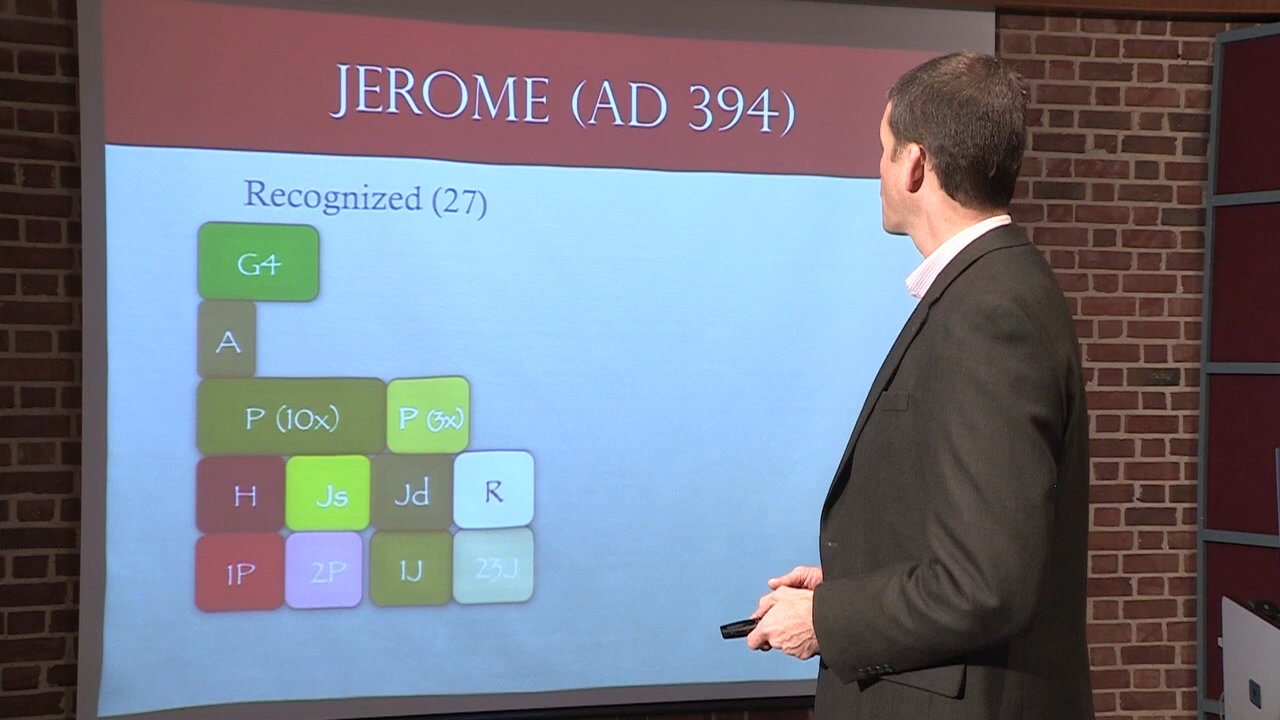 JEROME (AD 394)
Recognized (27)
G4
A
P (10x) P (3x)
H Js Jd R
1P 2P 1J 23J